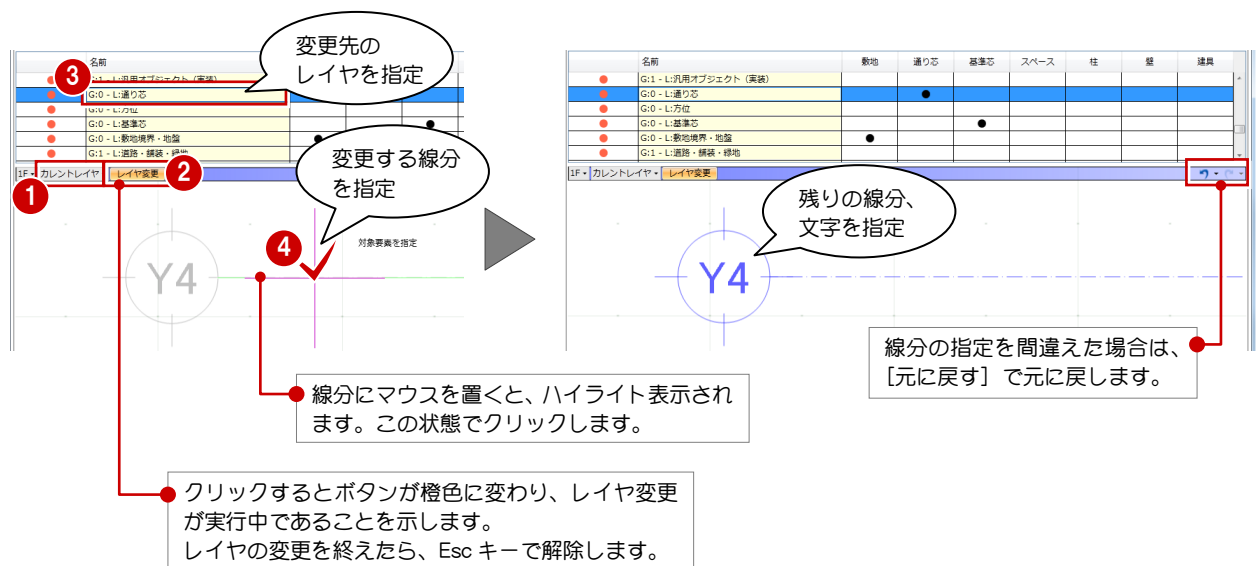 変更先の
レイヤを指定
名前
3
G:1 - L:汎用オブジェクト（実装）
G:0 - L:通り芯
G:0 - L:方位
G:0 - L:基準芯
G:0 - L:敷地境界・地盤
G:1 - L:道路・舗装・緑地
1F カレントレイヤ レイヤ変更
1
2
変更する線分
を指定
4
対象要素を指定
Y4
名前 敷地 通り芯 基準芯 スペース 柱 壁 建具
G:1 - L:汎用オブジェクト（実装）
G:0 - L:通り芯
G:0 - L:方位
G:0 - L:基準芯
G:0 - L:敷地境界・地盤
G:1 - L:道路・舗装・緑地
1F カレントレイヤ レイヤ変更
残りの線分、
文字を指定
Y4
線分の指定を間違えた場合は、
［元に戻す］で元に戻します。
線分にマウスを置くと、ハイライト表示され
ます。この状態でクリックします。
クリックするとボタンが橙色に変わり、レイヤ変更
が実行中であることを示します。
レイヤの変更を終えたら、Esc キーで解除します。